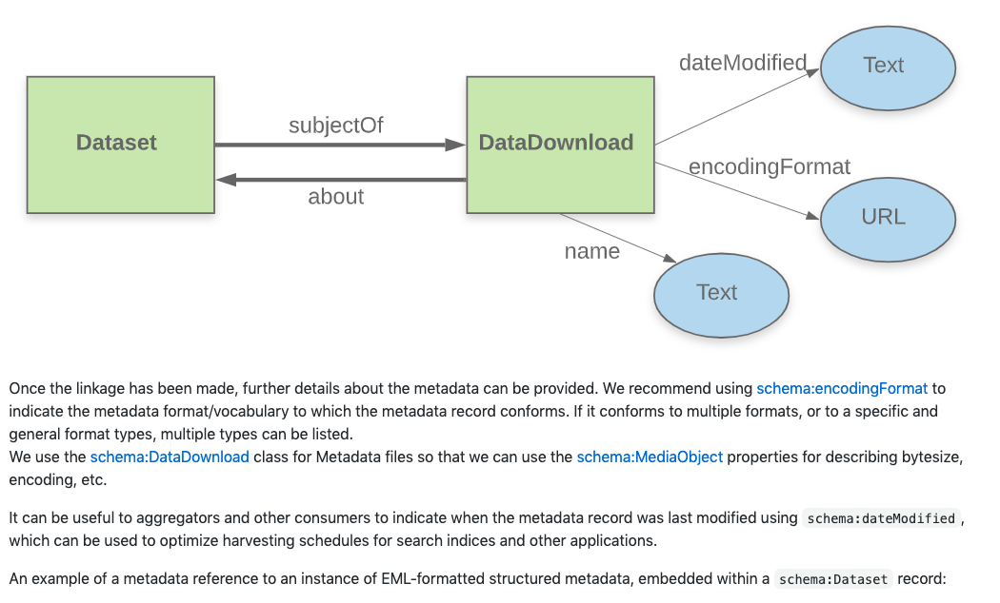 dateModified
Text
Dataset
subjectOf
DataDownload
encodingFormat
about
URL
name
Text
Once the linkage has been made, further details about the metadata can be provided. We recommend using schema:encodingFormat to
indicate the metadata format/vocabulary to which the metadata record conforms. If it conforms to multiple formats, or to a specific and
general format types, multiple types can be listed.
We use the schema:DataDownload class for Metadata files so that we can use the schema:MediaObject properties for describing bytesize,
encoding, etc.
It can be useful to aggregators and other consumers to indicate when the metadata record was last modified using schema:dateModified ,
which can be used to optimize harvesting schedules for search indices and other applications.
An example of a metadata reference to an instance of EML-formatted structured metadata, embedded within a schema:Dataset record: